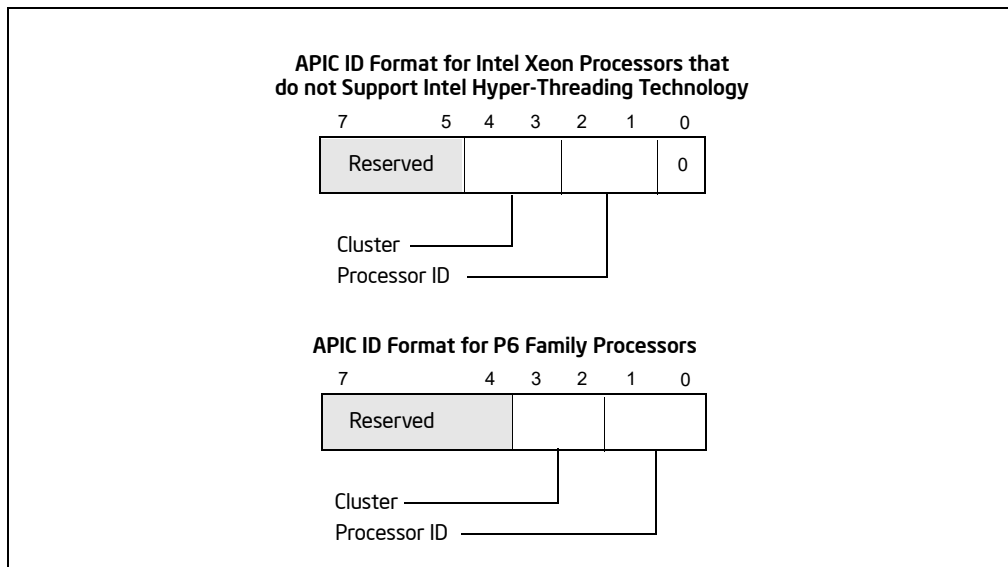 APIC ID Format for Intel Xeon Processors that
do not Support Intel Hyper-Threading Technology
7 5 4 3 2 1 0
Reserved 0
Cluster
Processor ID
APIC ID Format for P6 Family Processors
7 4 3 2 1 0
Reserved
Cluster
Processor ID